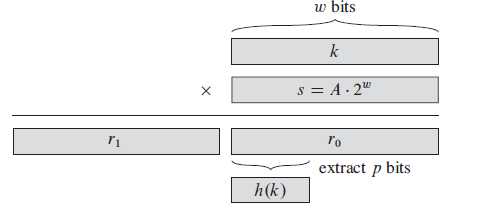 w bits
k
× s = A · 2^w
r₁ r₀
extract p bits
h(k)